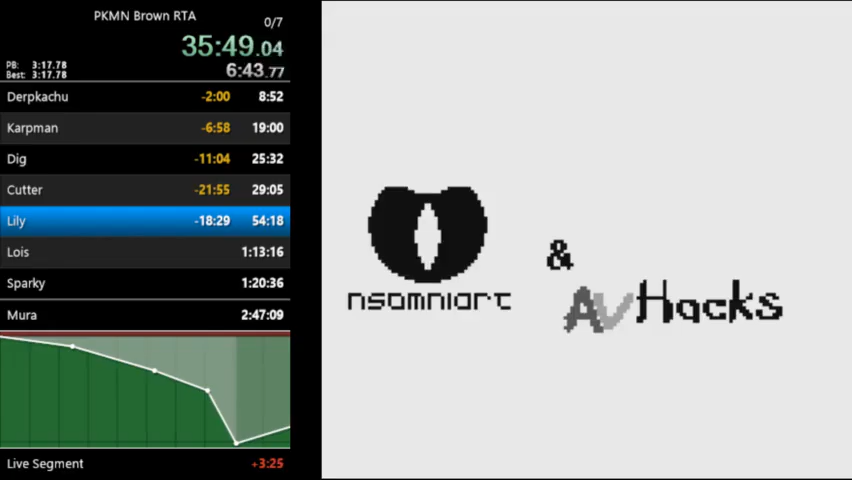 PKMN Brown RTA
0/7
35:49.04
PB: 3:17.78
Best: 3:17.78
6:43.77
Derpkachu -2:00 8:52
Karpman -6:58 19:00
Dig -11:04 25:32
Cutter -21:55 29:05
Lily -18:29 54:18
Lois 1:13:16
Sparky 1:20:36
Mura 2:47:09
Live Segment +3:25
nsomniart
&
AVHacks